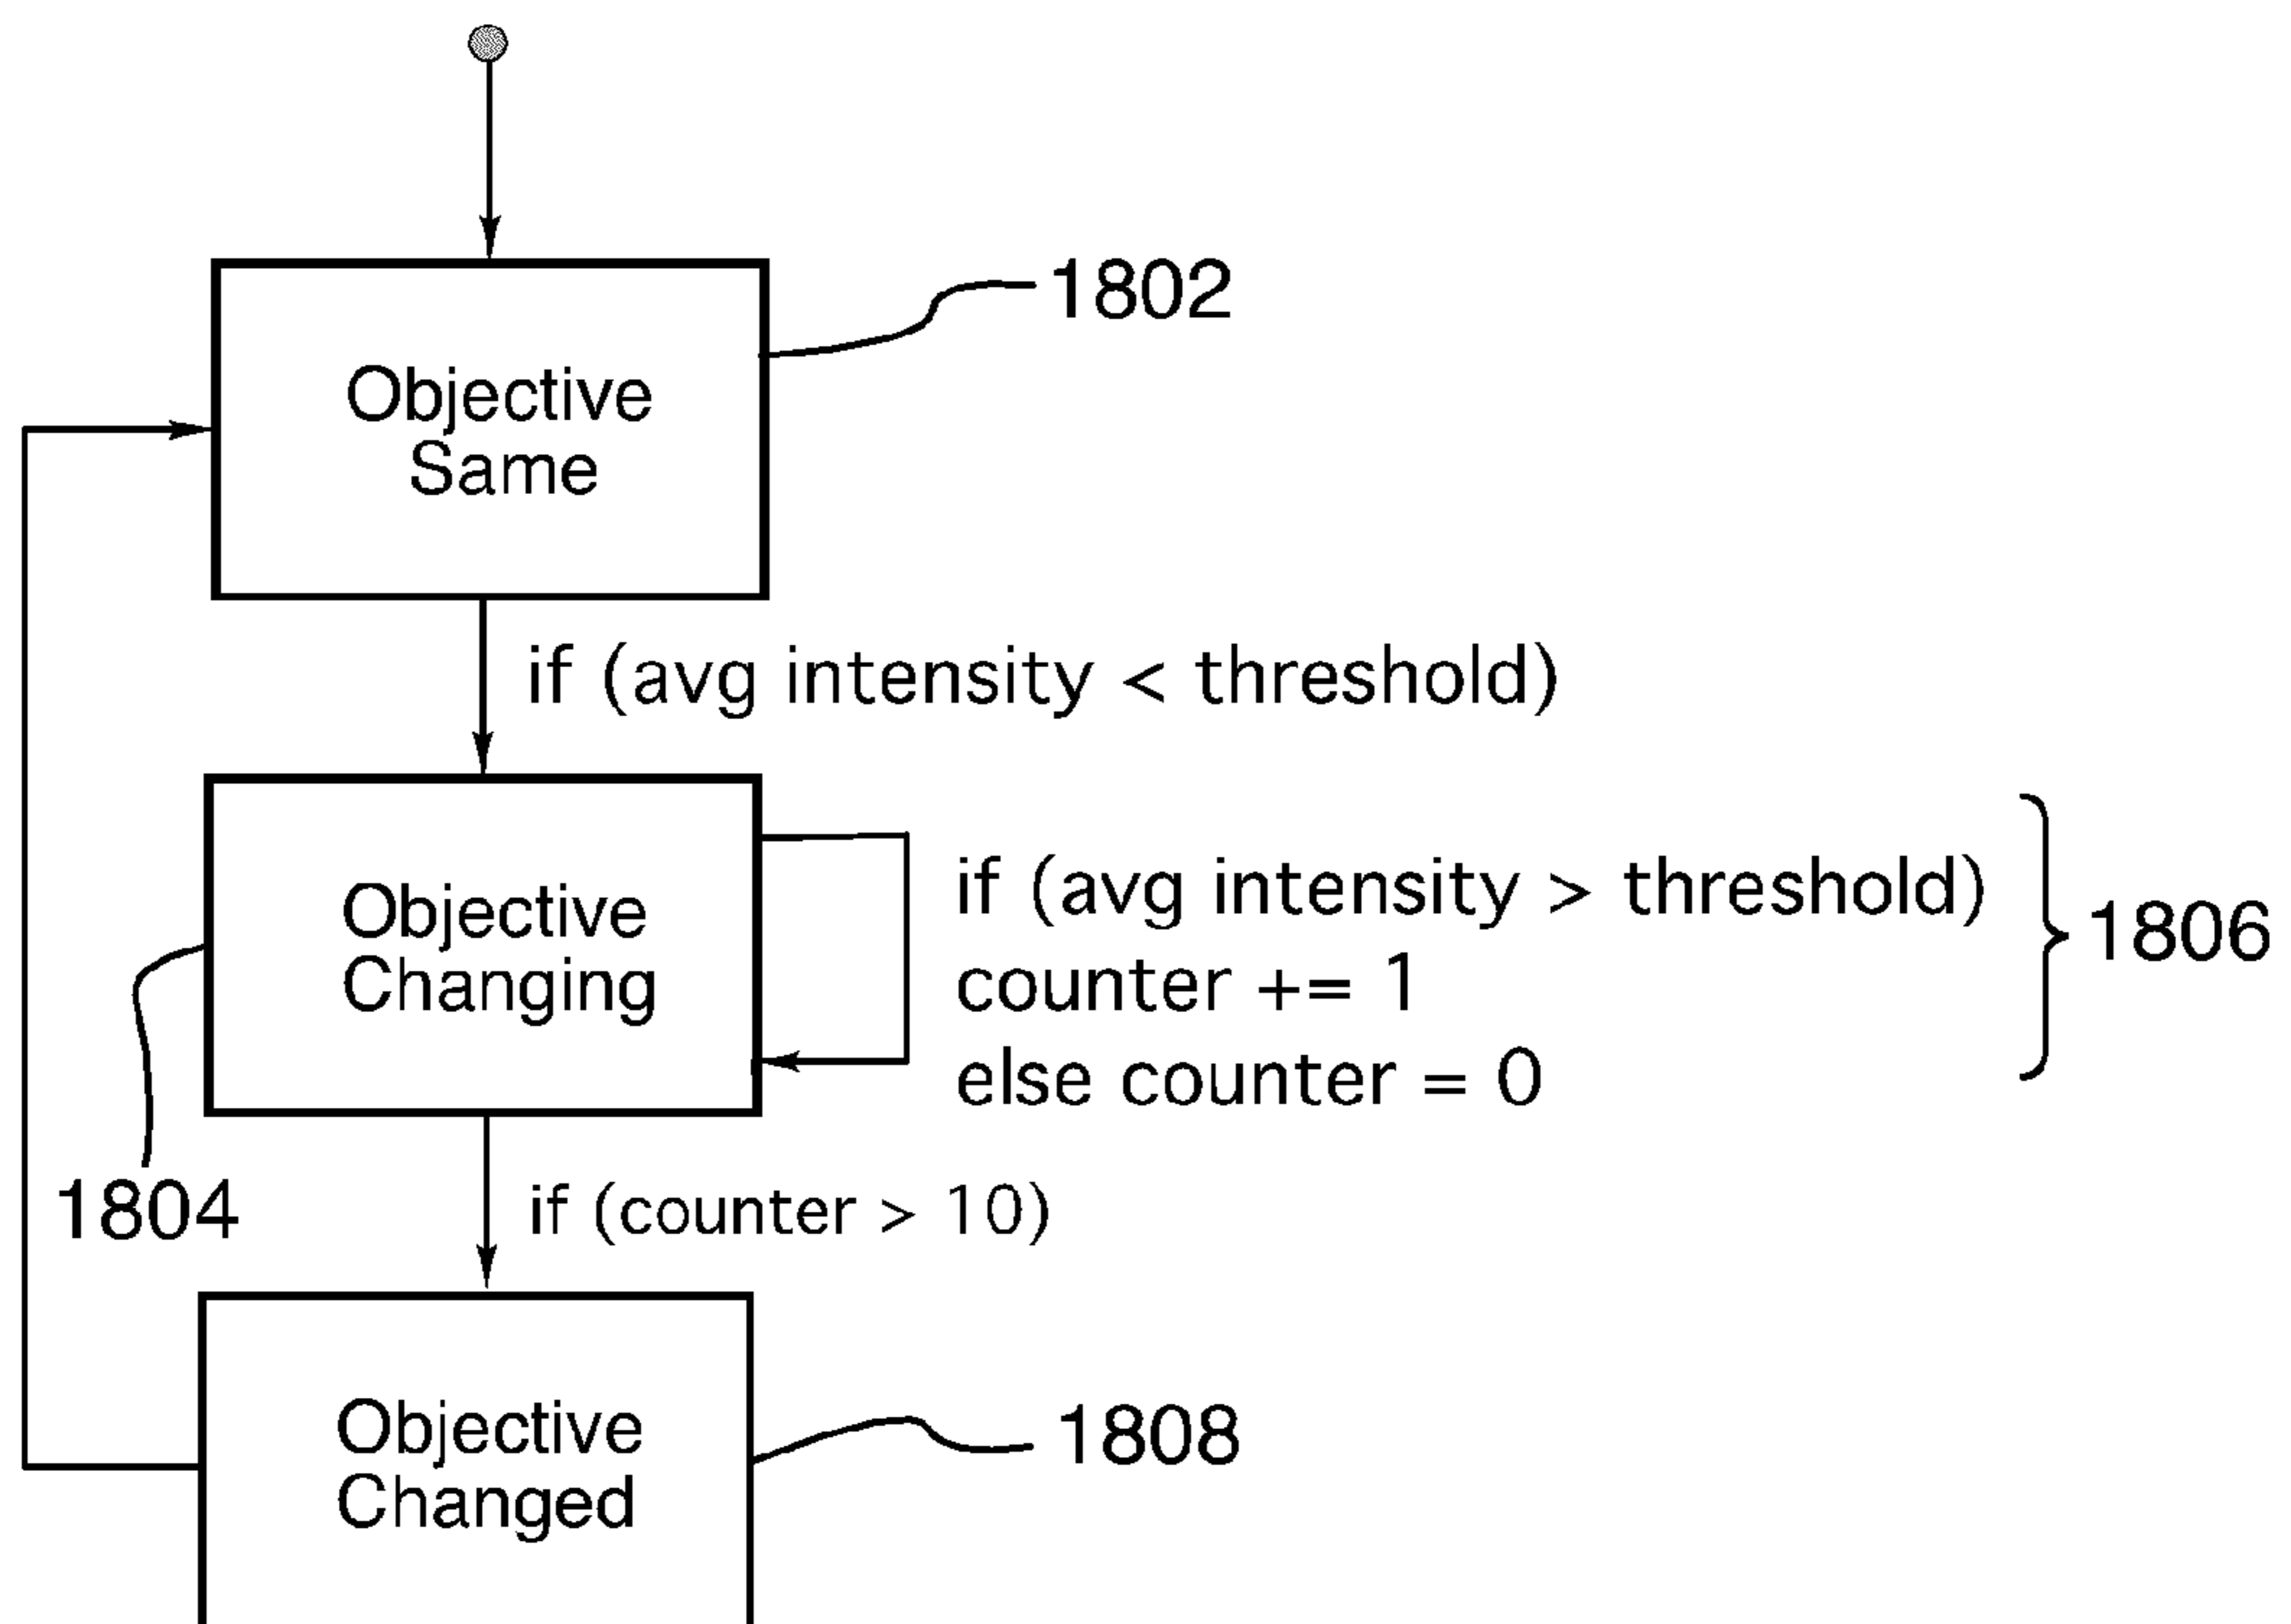 1802
Objective
Same
if (avg intensity < threshold)
Objective
Changing
if (avg intensity > threshold)
counter += 1
else counter = 0
1806
1804
if (counter > 10)
Objective
Changed
1808